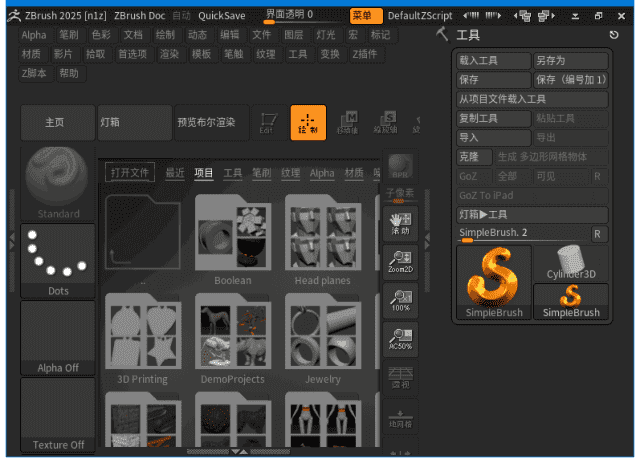 ZBrush 2025 [n1z] ZBrush Doc 自动 QuickSave 界面透明 0 菜单 DefaultZScript
Alpha 笔刷 色彩 文档 绘制 动态 编辑 文件 图层 灯光 宏 标记
材质 影片 拾取 首选项 渲染 模板 笔触 纹理 工具 变换 Z插件
Z脚本 帮助
主页 灯箱 预览布尔渲染 Edit 绘制
打开文件 最近 项目 工具 笔刷 纹理 Alpha 材质
Standard
Dots
Alpha Off
Texture Off
..
Boolean
Head planes
3D Printing
DemoProjects
Jewelry
BPR
子像素
滚动
Zoom2D
100%
AC50%
透视
地网格
工具
载入工具 另存为
保存 保存（编号加 1）
从项目文件载入工具
复制工具 粘贴工具
导入 导出
克隆 生成 多边形网格物体
GoZ 全部 可见 R
GoZ To iPad
灯箱▶工具
SimpleBrush. 2 R
SimpleBrush
Cylinder3D
SimpleBrush